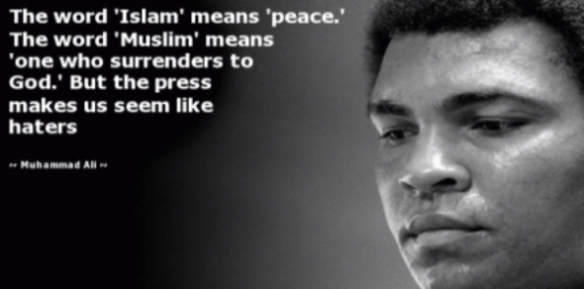 The word 'Islam' means 'peace.'
The word 'Muslim' means
'one who surrenders to
God.' But the press
makes us seem like
haters
~ Muhammad Ali ~